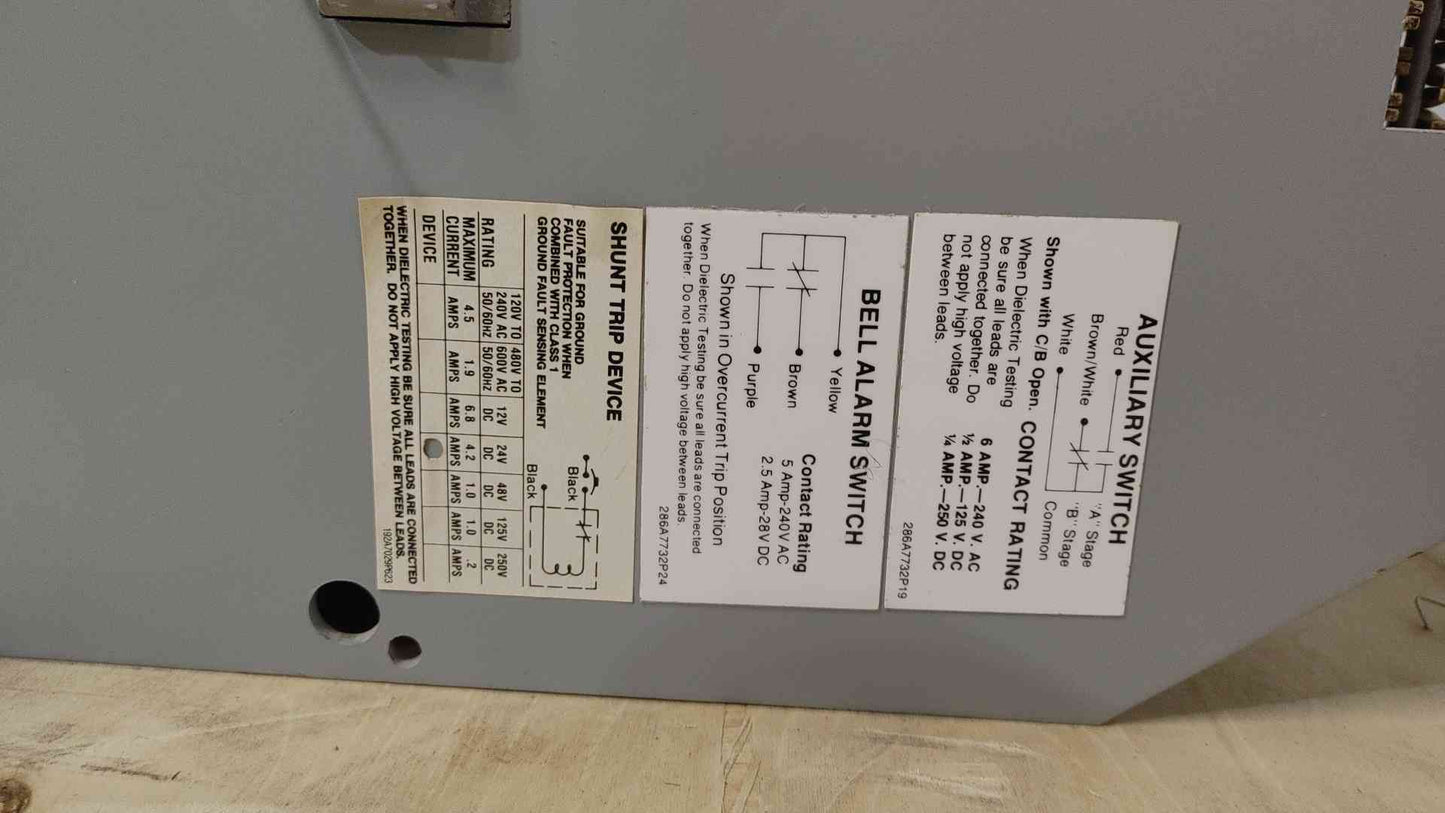 AUXILIARY SWITCH
Red
"A" Stage
Brown/White
"B" Stage
White
Common
Shown with C/B Open.
When Dielectric Testing
be sure all leads are
connected together. Do
not apply high voltage
between leads.
CONTACT RATING
6 AMP.—240 V. AC
½ AMP.—125 V. DC
¼ AMP.—250 V. DC
286A7732P19
BELL ALARM SWITCH
Yellow
Brown
Purple
Contact Rating
5 Amp-240V AC
2.5 Amp-28V DC
Shown in Overcurrent Trip Position
When Dielectric Testing be sure all leads are connected
together. Do not apply high voltage between leads.
286A7732P24
SHUNT TRIP DEVICE
SUITABLE FOR GROUND
FAULT PROTECTION WHEN
COMBINED WITH CLASS 1
GROUND FAULT SENSING ELEMENT
Black
Black
RATING 120V TO 240V AC 50/60Hz 480V TO 600V AC 50/60Hz 12V DC 24V DC 48V DC 125V DC 250V DC
MAXIMUM CURRENT 4.5 AMPS 1.9 AMPS 6.8 AMPS 4.2 AMPS 1.0 AMPS 1.0 AMPS .2 AMPS
DEVICE
WHEN DIELECTRIC TESTING BE SURE ALL LEADS ARE CONNECTED
TOGETHER. DO NOT APPLY HIGH VOLTAGE BETWEEN LEADS.
192A7029P623